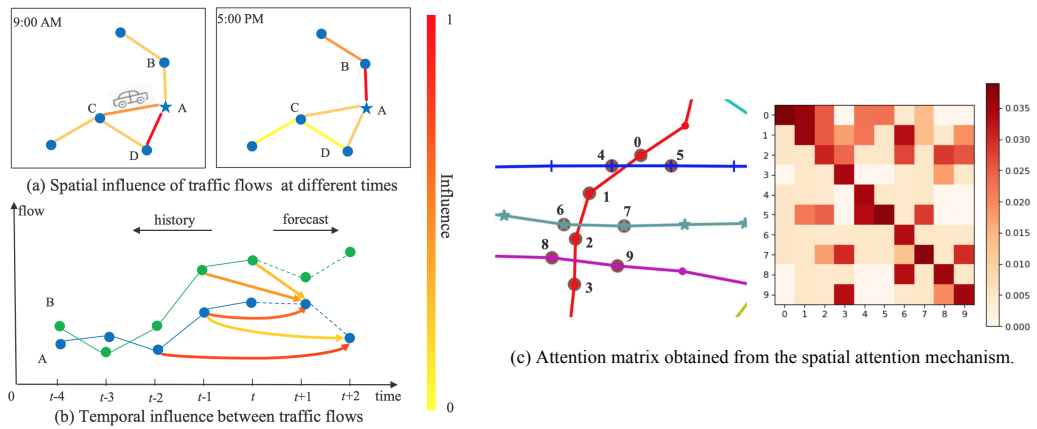 9:00 AM
B
A
C
D
5:00 PM
B
A
C
D
(a) Spatial influence of traffic flows at different times
1
Influence
0
flow
history
forecast
B
A
0
t-4
t-3
t-2
t-1
t
t+1
t+2
time
(b) Temporal influence between traffic flows
0
4
5
1
6
7
2
8
9
3
0
1
2
3
4
5
6
7
8
9
0 1 2 3 4 5 6 7 8 9
0.035
0.030
0.025
0.020
0.015
0.010
0.005
0.000
(c) Attention matrix obtained from the spatial attention mechanism.